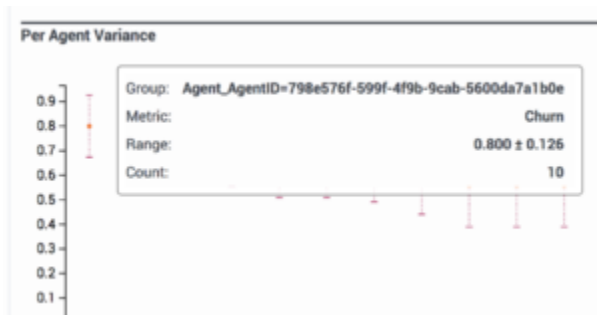 Per Agent Variance
Group: Agent_AgentID=798e576f-599f-4f9b-9cab-5600da7a1b0e
Metric: Churn
Range: 0.800 ± 0.126
Count: 10
0.9
0.8
0.7
0.6
0.5
0.4
0.3
0.2
0.1